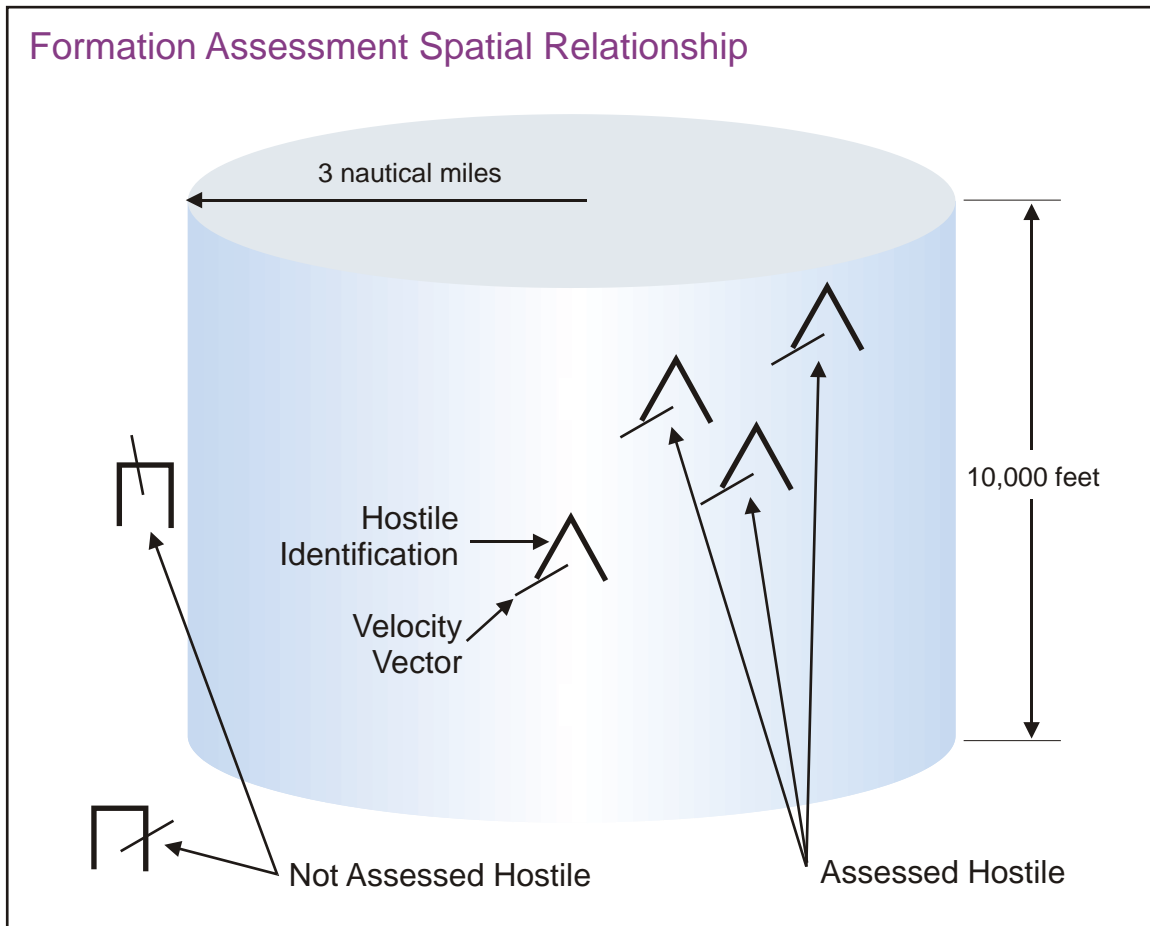 Formation Assessment Spatial Relationship
3 nautical miles
10,000 feet
Hostile
Identification
Velocity
Vector
Not Assessed Hostile
Assessed Hostile